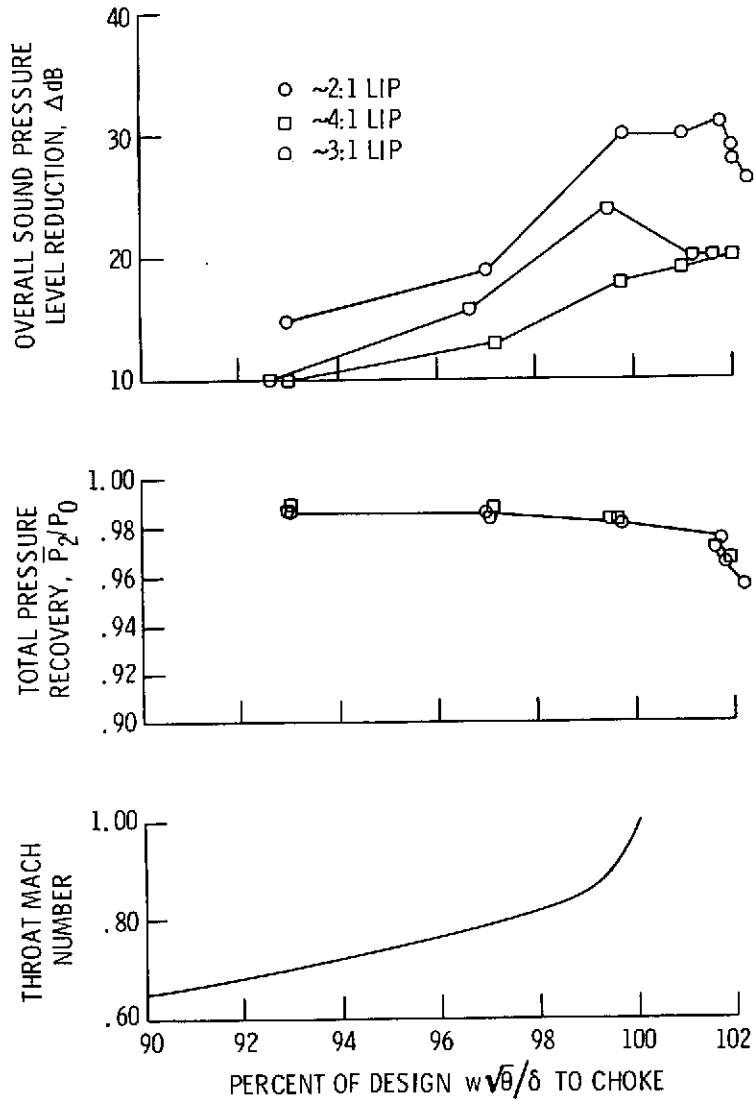 OVERALL SOUND PRESSURE
LEVEL REDUCTION, Δ dB
40
30
20
10
~2:1 LIP
~4:1 LIP
~3:1 LIP
TOTAL PRESSURE
RECOVERY, P̅2/P0
1.00
.98
.96
.94
.92
.90
THROAT MACH
NUMBER
1.00
.80
.60
90
92
94
96
98
100
102
PERCENT OF DESIGN w√θ/δ TO CHOKE